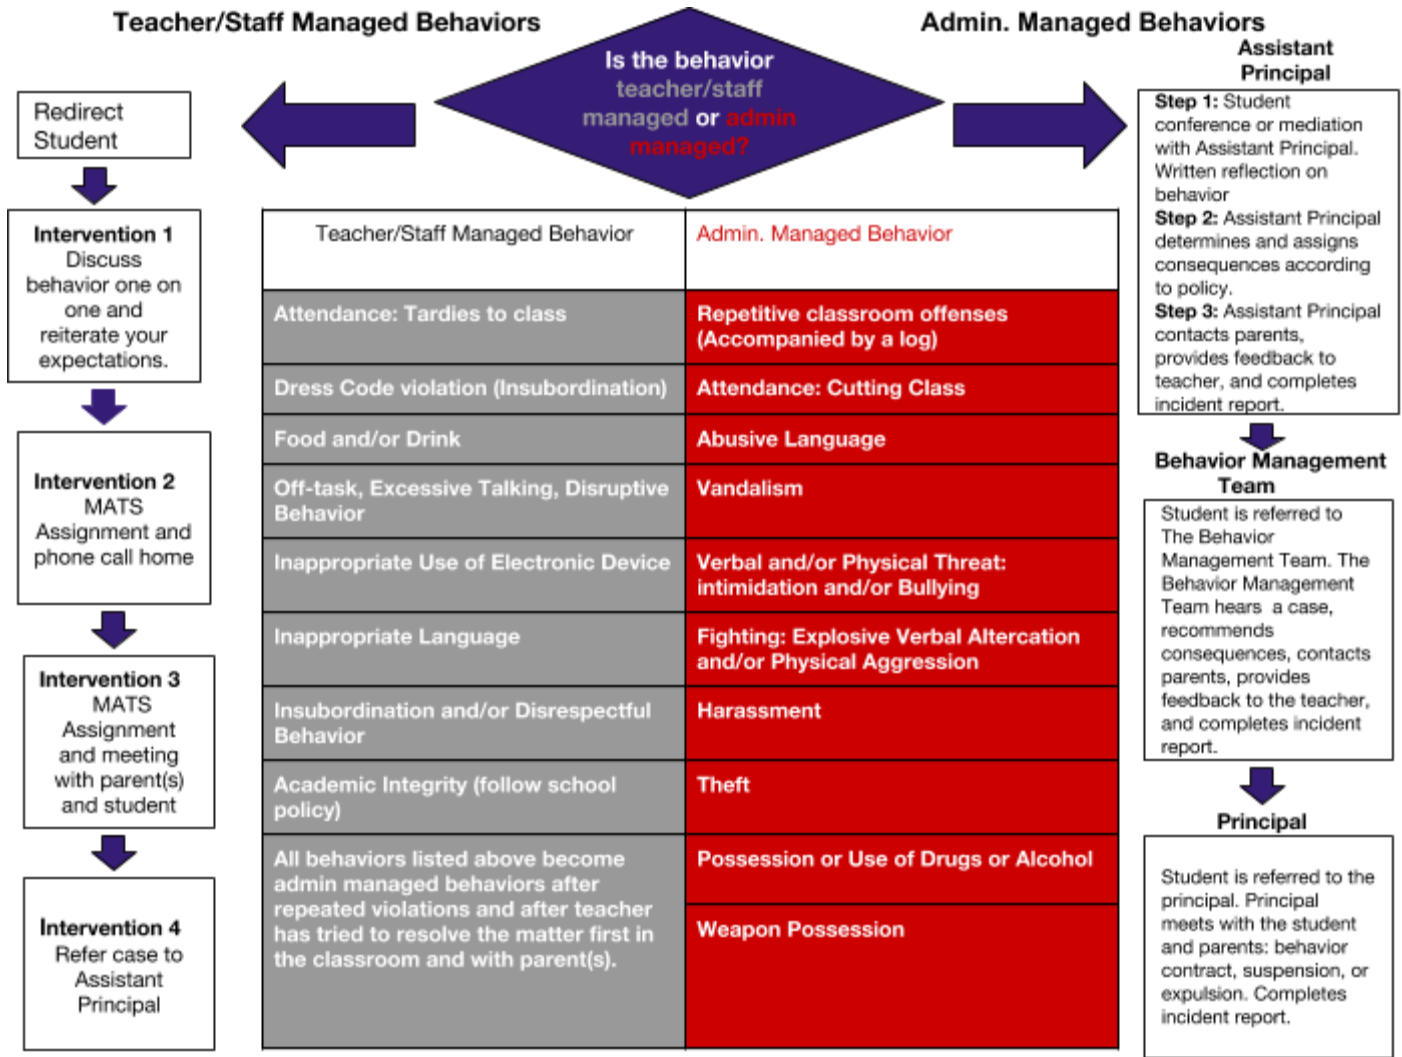 Teacher/Staff Managed Behaviors
Admin. Managed Behaviors
Is the behavior
teacher/staff
managed or admin
managed?
Redirect
Student
Intervention 1
Discuss
behavior one on
one and
reiterate your
expectations.
Intervention 2
MATS
Assignment and
phone call home
Intervention 3
MATS
Assignment
and meeting
with parent(s)
and student
Intervention 4
Refer case to
Assistant
Principal
Teacher/Staff Managed Behavior
Admin. Managed Behavior
Attendance: Tardies to class
Repetitive classroom offenses
(Accompanied by a log)
Dress Code violation (Insubordination)
Attendance: Cutting Class
Food and/or Drink
Abusive Language
Off-task, Excessive Talking, Disruptive
Behavior
Vandalism
Inappropriate Use of Electronic Device
Verbal and/or Physical Threat:
intimidation and/or Bullying
Inappropriate Language
Fighting: Explosive Verbal Altercation
and/or Physical Aggression
Insubordination and/or Disrespectful
Behavior
Harassment
Academic Integrity (follow school
policy)
Theft
All behaviors listed above become
admin managed behaviors after
repeated violations and after teacher
has tried to resolve the matter first in
the classroom and with parent(s).
Possession or Use of Drugs or Alcohol
Weapon Possession
Assistant
Principal
Step 1: Student
conference or mediation
with Assistant Principal.
Written reflection on
behavior
Step 2: Assistant Principal
determines and assigns
consequences according
to policy.
Step 3: Assistant Principal
contacts parents,
provides feedback to
teacher, and completes
incident report.
Behavior Management
Team
Student is referred to
The Behavior
Management Team. The
Behavior Management
Team hears a case,
recommends
consequences, contacts
parents, provides
feedback to the teacher,
and completes incident
report.
Principal
Student is referred to the
principal. Principal
meets with the student
and parents: behavior
contract, suspension, or
expulsion. Completes
incident report.